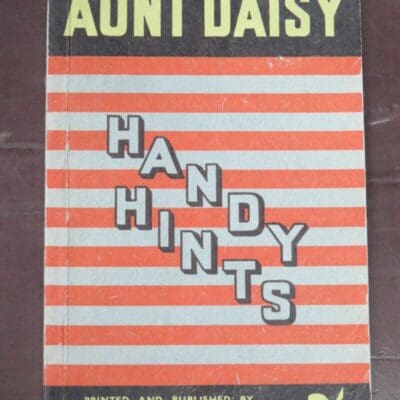 AUNT DAISY
HANDY
HINTS
PRINTED AND PUBLISHED BY